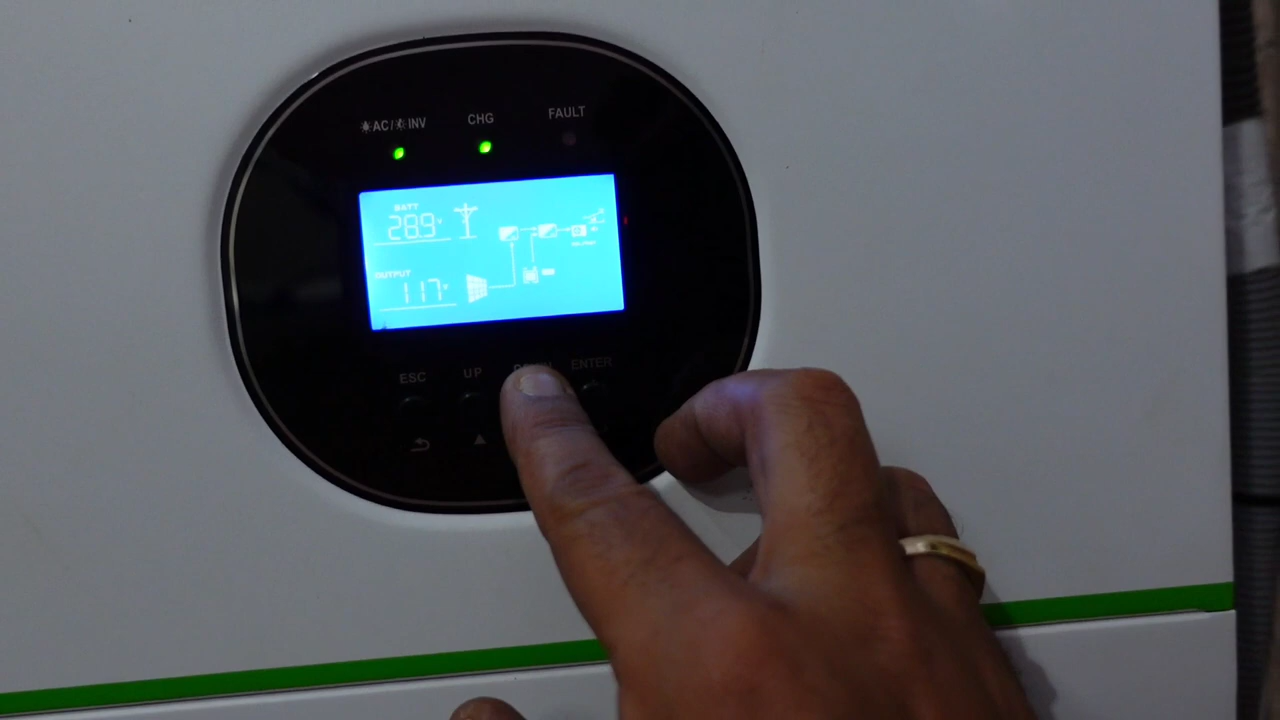 AC/ INV CHG FAULT
BATT
28.9V
OUTPUT
117V
ESC UP ENTER